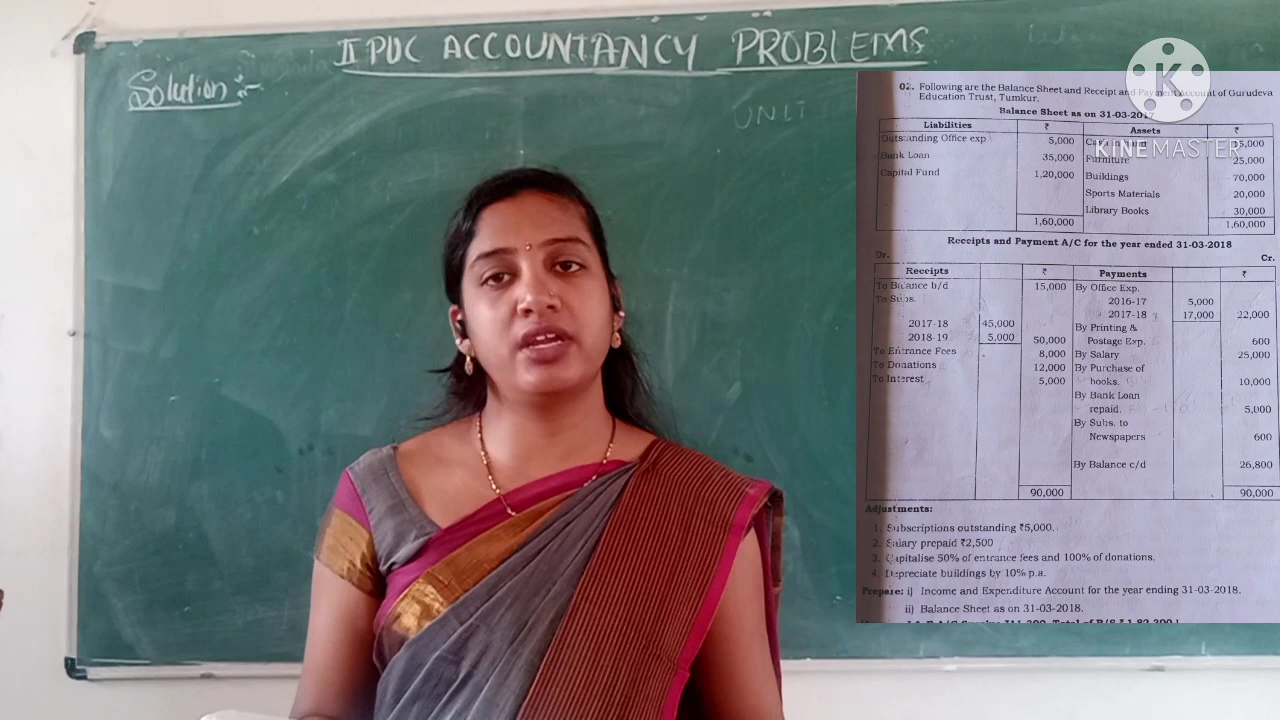 II PUC ACCOUNTANCY PROBLEMS
Solution :-
UNIT
KINEMASTER
02. Following are the Balance Sheet and Receipt and Payment Account of Gurudeva
Education Trust, Tumkur.
Balance Sheet as on 31-03-2017
Liabilities ₹ Assets ₹
Outstanding Office exp 5,000 Cash in hand 15,000
Bank Loan 35,000 Furniture 25,000
Capital Fund 1,20,000 Buildings 70,000
Sports Materials 20,000
Library Books 30,000
1,60,000 1,60,000
Receipts and Payment A/C for the year ended 31-03-2018
Dr. Cr.
Receipts ₹ Payments ₹
To Balance b/d 15,000 By Office Exp.
To Subs. 2016-17 5,000
2017-18 17,000 22,000
2017-18 45,000 By Printing &
2018-19 5,000 50,000 Postage Exp. 600
To Entrance Fees 8,000 By Salary 25,000
To Donations 12,000 By Purchase of
To Interest 5,000 books. 10,000
By Bank Loan
repaid. 5,000
By Subs. to
Newspapers 600
By Balance c/d 26,800
90,000 90,000
Adjustments:
1. Subscriptions outstanding ₹5,000.
2. Salary prepaid ₹2,500
3. Capitalise 50% of entrance fees and 100% of donations.
4. Depreciate buildings by 10% p.a.
Prepare: i) Income and Expenditure Account for the year ending 31-03-2018.
ii) Balance Sheet as on 31-03-2018.